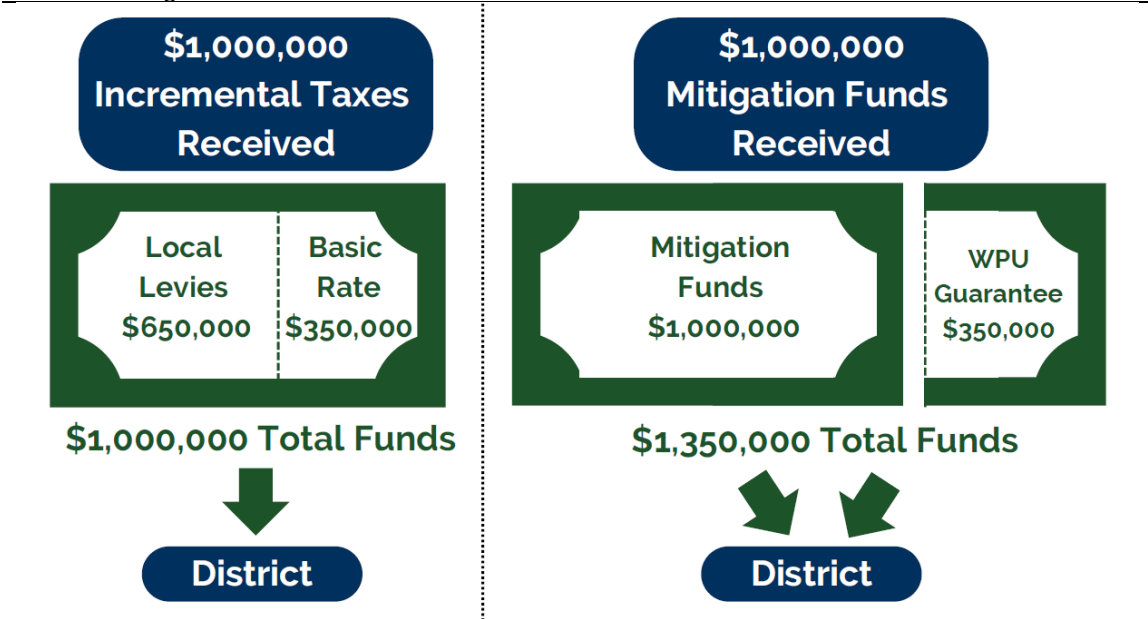 $1,000,000
Incremental Taxes
Received
Local
Levies
$650,000
Basic
Rate
$350,000
$1,000,000 Total Funds
District
$1,000,000
Mitigation Funds
Received
Mitigation
Funds
$1,000,000
WPU
Guarantee
$350,000
$1,350,000 Total Funds
District